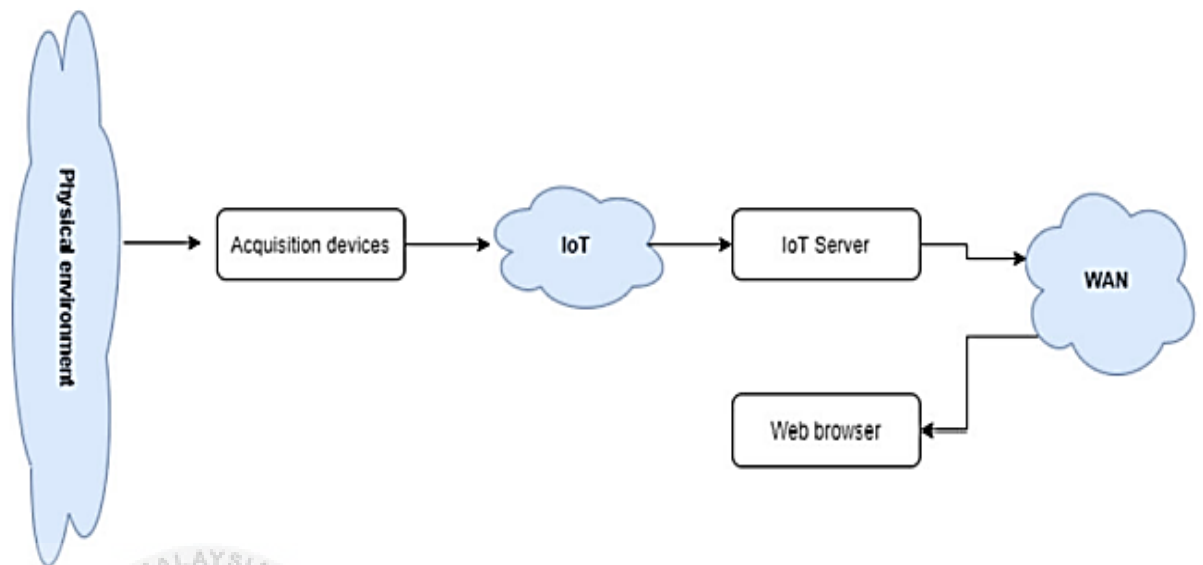 Physical environment
Acquisition devices
IoT
IoT Server
WAN
Web browser